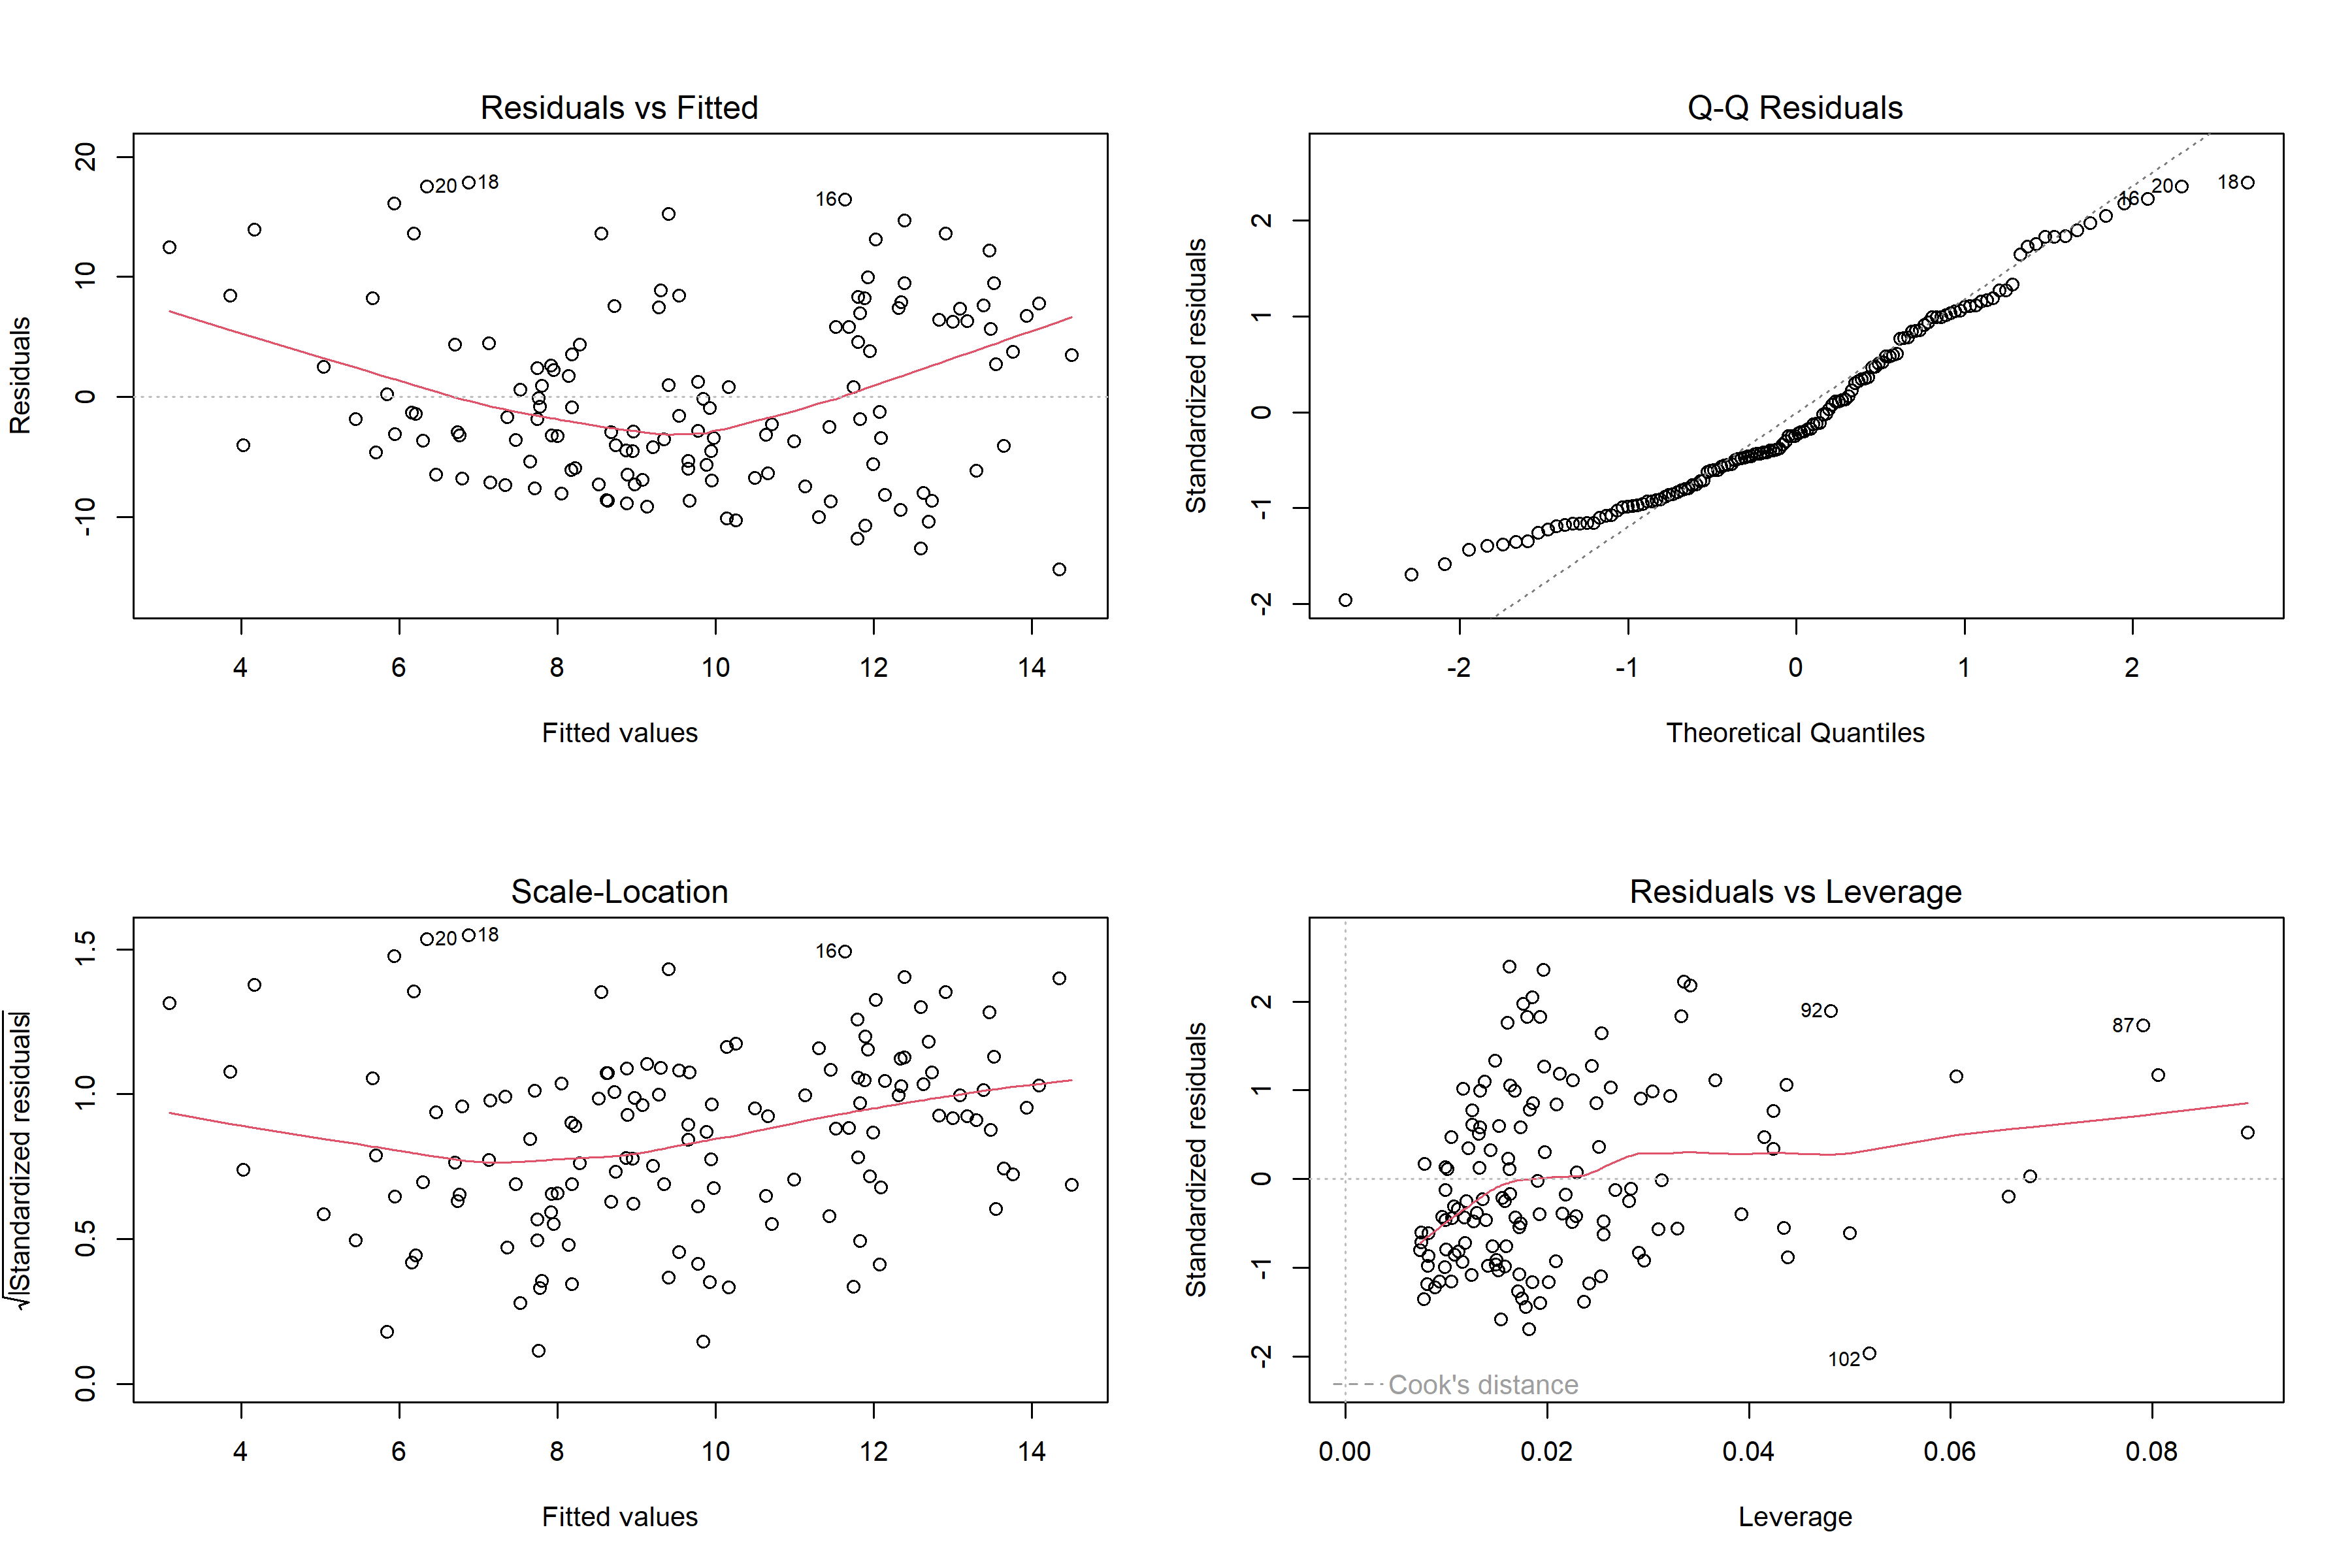 Residuals vs Fitted
Residuals
20
10
0
-10
20
18
16
4 6 8 10 12 14
Fitted values
Q-Q Residuals
Standardized residuals
2
1
0
-1
-2
16
20
18
-2 -1 0 1 2
Theoretical Quantiles
Scale-Location
√|Standardized residuals|
1.5
1.0
0.5
0.0
20
18
16
4 6 8 10 12 14
Fitted values
Residuals vs Leverage
Standardized residuals
2
1
0
-1
-2
92
87
102
Cook's distance
0.00 0.02 0.04 0.06 0.08
Leverage